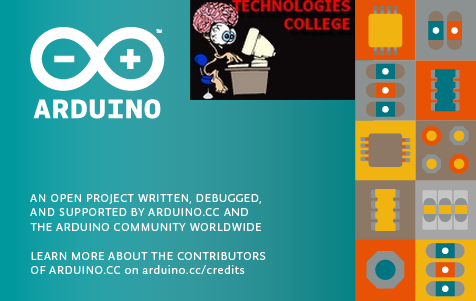 TECHNOLOGIES
COLLEGE
ARDUINO
TM
AN OPEN PROJECT WRITTEN, DEBUGGED,
AND SUPPORTED BY ARDUINO.CC AND
THE ARDUINO COMMUNITY WORLDWIDE
LEARN MORE ABOUT THE CONTRIBUTORS
OF ARDUINO.CC on arduino.cc/credits